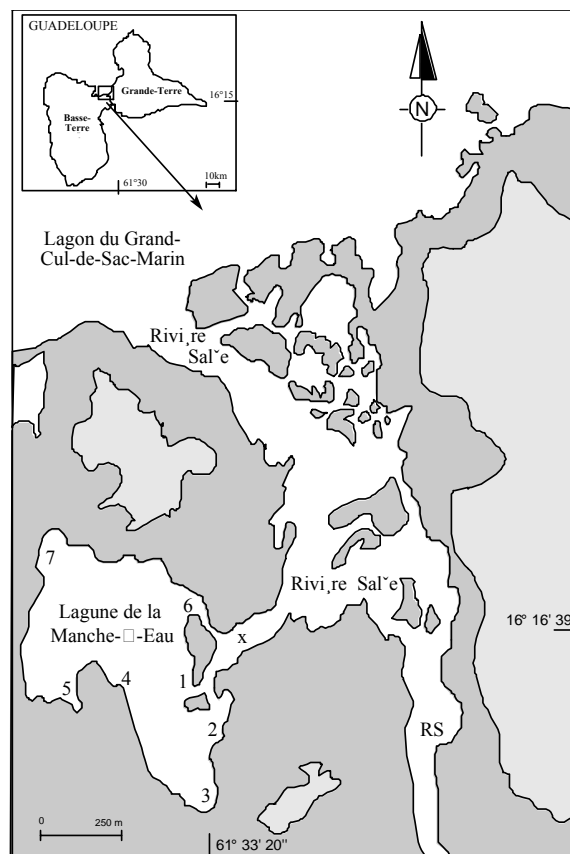 GUADELOUPE
Grande-Terre
16°15
Basse-
Terre
61°30
10km
N
Lagon du Grand-
Cul-de-Sac-Marin
Rivi¸re
Sal˘e
Rivi¸re Sal˘e
7
Lagune de la
Manche-□-Eau
6
x
16° 16' 39
1
4
5
2
RS
3
0 250 m
61° 33' 20"